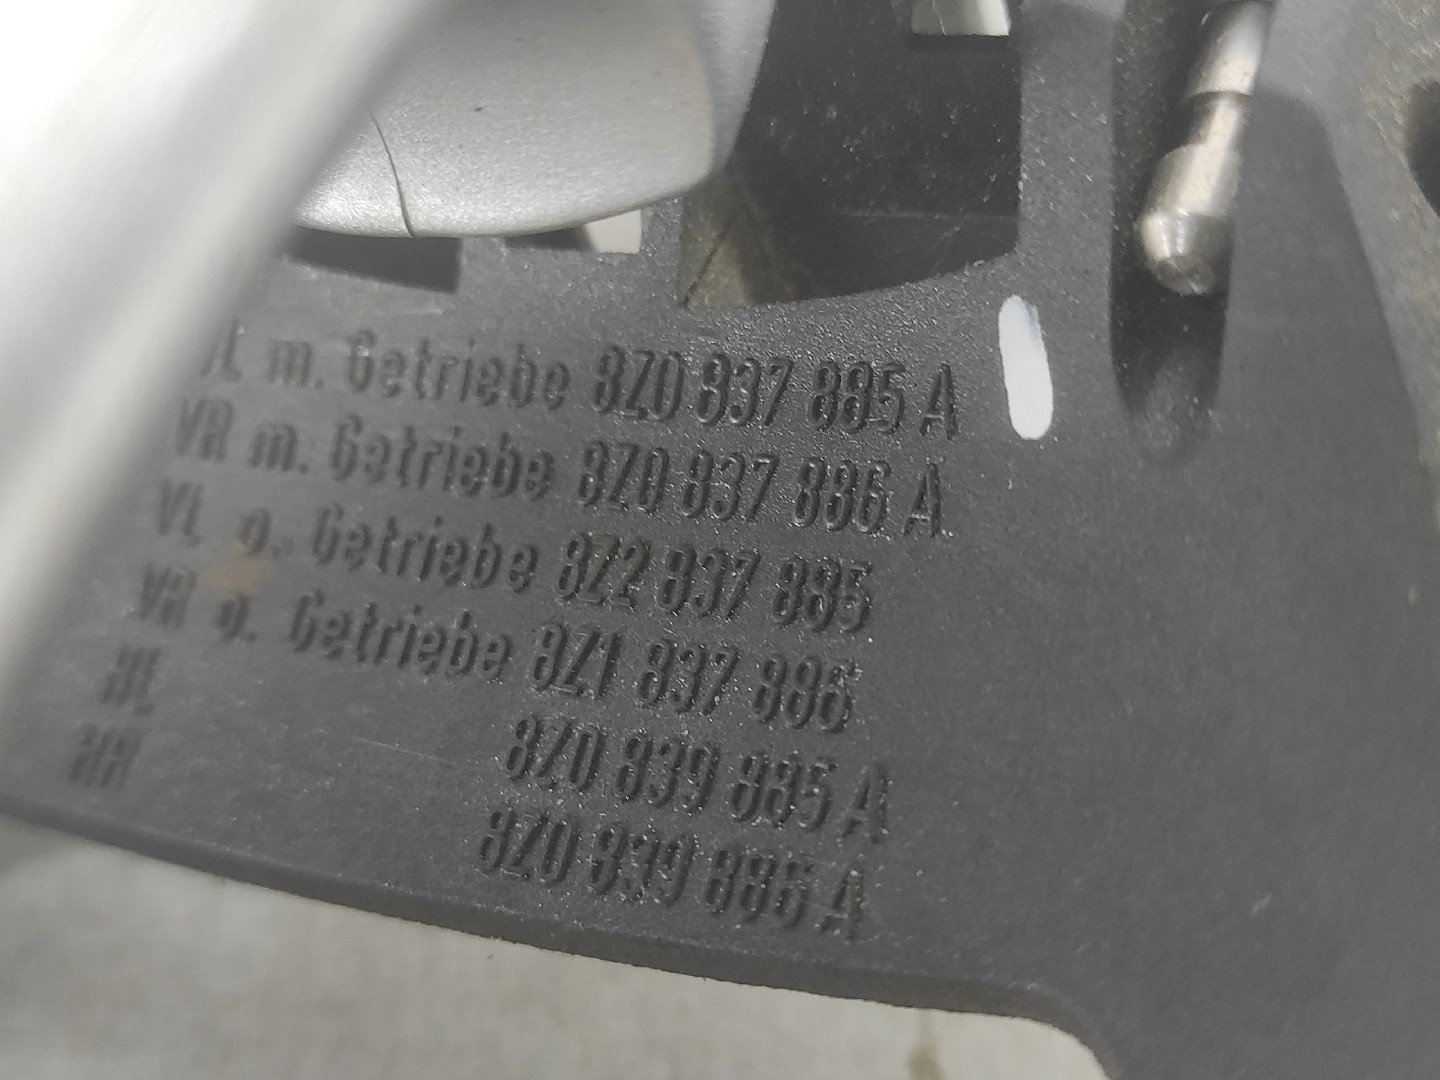 VL m. Getriebe 8Z0 837 885 A
VR m. Getriebe 8Z0 837 886 A
VL o. Getriebe 8Z2 837 885
VR o. Getriebe 8Z1 837 886
HL 8Z0 839 885 A
HR 8Z0 839 886 A